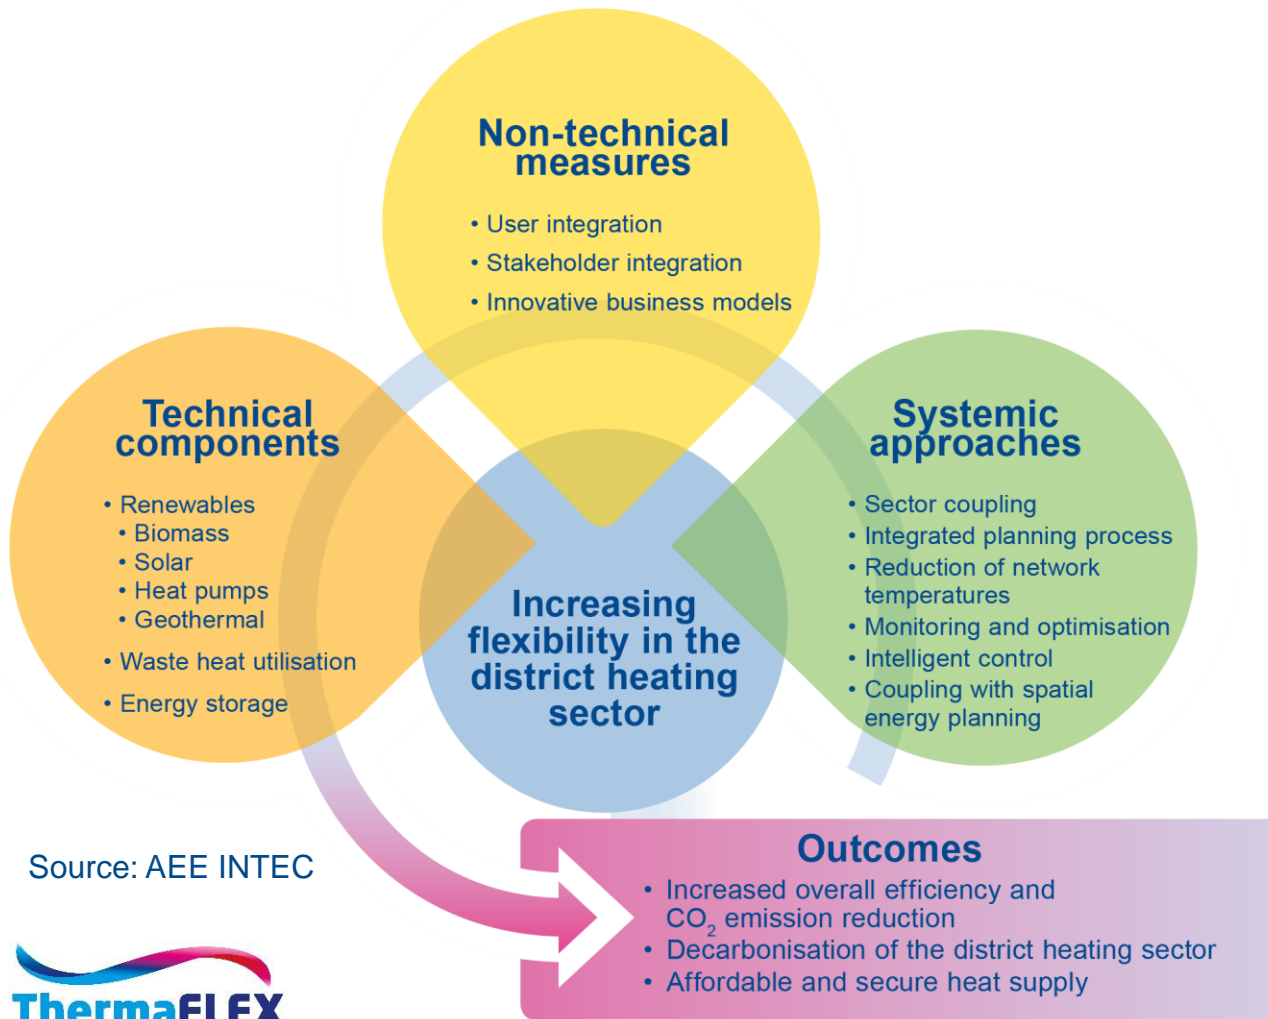 Non-technical
measures
• User integration
• Stakeholder integration
• Innovative business models
Technical
components
• Renewables
• Biomass
• Solar
• Heat pumps
• Geothermal
• Waste heat utilisation
• Energy storage
Systemic
approaches
• Sector coupling
• Integrated planning process
• Reduction of network
temperatures
• Monitoring and optimisation
• Intelligent control
• Coupling with spatial
energy planning
Increasing
flexibility in the
district heating
sector
Outcomes
• Increased overall efficiency and
CO₂ emission reduction
• Decarbonisation of the district heating sector
• Affordable and secure heat supply
Source: AEE INTEC
ThermaFLEX